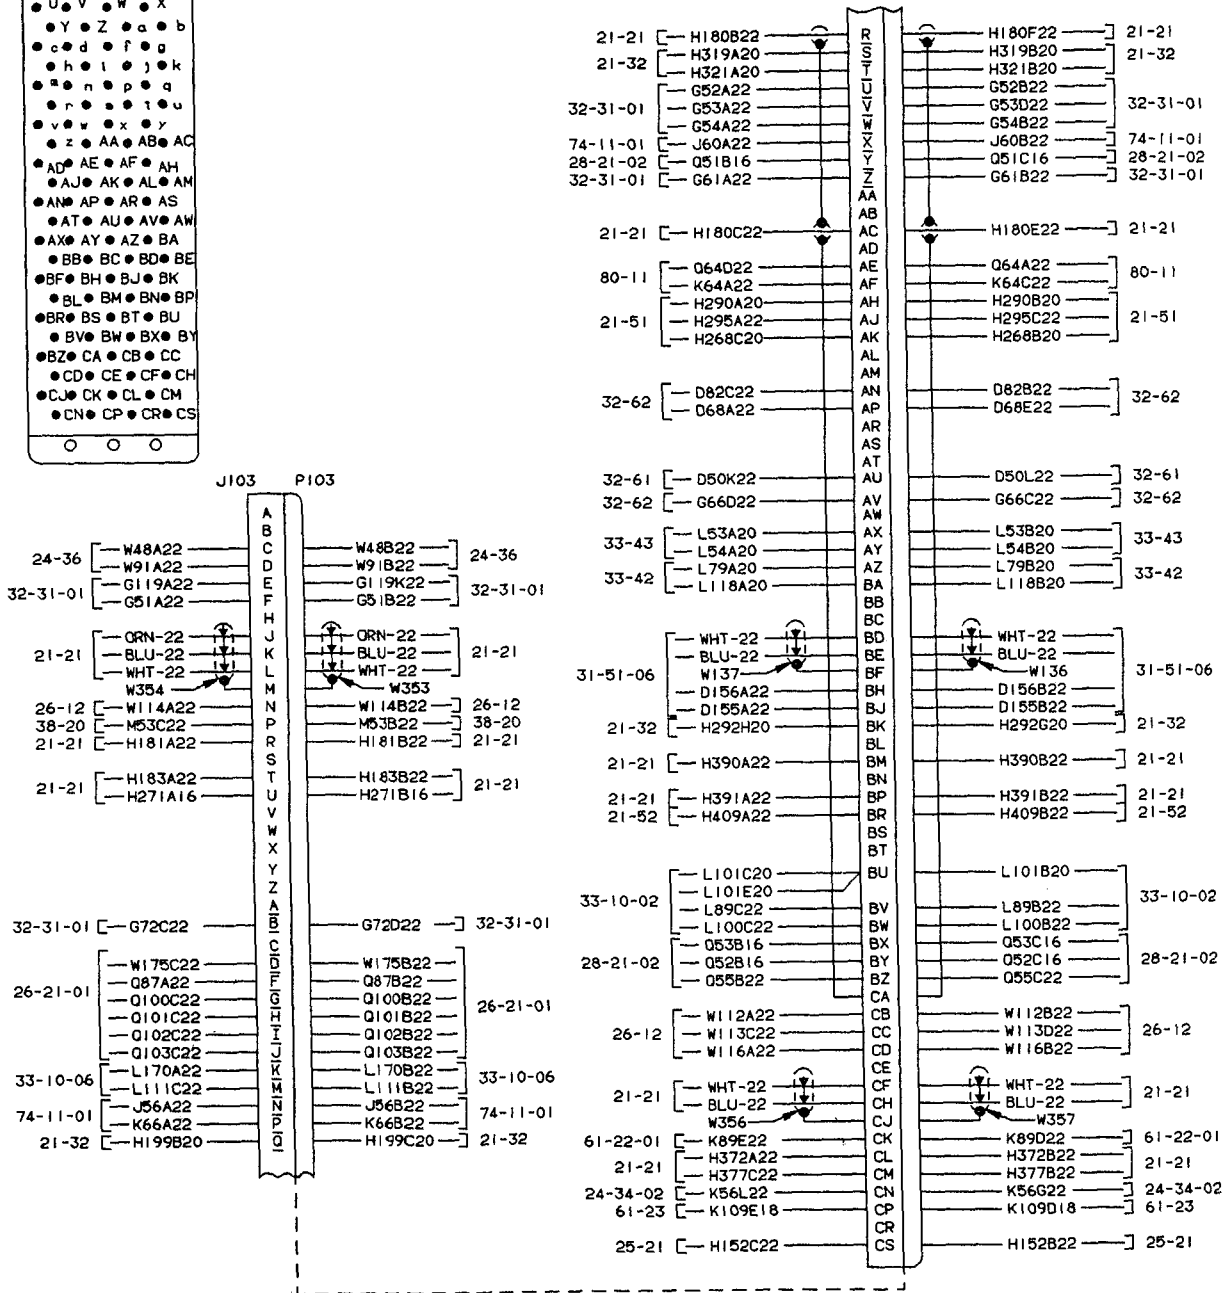 U V W X
Y Z a b
c d f g
h i j k
m n p q
r s t u
v w x y
z AA AB AC
AD AE AF AH
AJ AK AL AM
AN AP AR AS
AT AU AV AW
AX AY AZ BA
BB BC BD BE
BF BH BJ BK
BL BM BN BP
BR BS BT BU
BV BW BX BY
BZ CA CB CC
CD CE CF CH
CJ CK CL CM
CN CP CR CS
J103 P103
A
B
24-36 W48A22 C W48B22 24-36
W91A22 D W91B22
32-31-01 G119A22 E G119K22 32-31-01
G51A22 F G51B22
H
21-21 ORN-22 J ORN-22 21-21
BLU-22 K BLU-22
WHT-22 L WHT-22
W354 M W353
26-12 W114A22 N W114B22 26-12
38-20 M53C22 P M53B22 38-20
21-21 H181A22 R H181B22 21-21
S
21-21 H183A22 T H183B22 21-21
H271A16 U H271B16
V
W
X
Y
Z
A
32-31-01 G72C22 B G72D22 32-31-01
C
26-21-01 W175C22 D W175B22 26-21-01
Q87A22 F Q87B22
Q100C22 G Q100B22
Q101C22 H Q101B22
Q102C22 I Q102B22
Q103C22 J Q103B22
33-10-06 L170A22 K L170B22 33-10-06
L111C22 M L111B22
74-11-01 J56A22 N J56B22 74-11-01
K66A22 P K66B22
21-32 H199B20 Q H199C20 21-32
21-21 H180B22 R H180F22 21-21
21-32 H319A20 S H319B20 21-32
H321A20 T H321B20
32-31-01 G52A22 U G52B22 32-31-01
G53A22 V G53D22
G54A22 W G54B22
74-11-01 J60A22 X J60B22 74-11-01
28-21-02 Q51B16 Y Q51C16 28-21-02
32-31-01 G61A22 Z G61B22 32-31-01
AA
AB
21-21 H180C22 AC H180E22 21-21
AD
80-11 Q64D22 AE Q64A22 80-11
K64A22 AF K64C22
21-51 H290A20 AH H290B20 21-51
H295A22 AJ H295C22
H268C20 AK H268B20
AL
AM
32-62 D82C22 AN D82B22 32-62
D68A22 AP D68E22
AR
AS
AT
32-61 D50K22 AU D50L22 32-61
32-62 G66D22 AV G66C22 32-62
AW
33-43 L53A20 AX L53B20 33-43
L54A20 AY L54B20
33-42 L79A20 AZ L79B20 33-42
L118A20 BA L118B20
BB
BC
31-51-06 WHT-22 BD WHT-22 31-51-06
BLU-22 BE BLU-22
W137 BF W136
D156A22 BH D156B22
D155A22 BJ D155B22
21-32 H292H20 BK H292G20 21-32
BL
21-21 H390A22 BM H390B22 21-21
BN
21-21 H391A22 BP H391B22 21-21
21-52 H409A22 BR H409B22 21-52
BS
BT
33-10-02 L101C20 BU L101B20 33-10-02
L101E20
L89C22 BV L89B22
L100C22 BW L100B22
28-21-02 Q53B16 BX Q53C16 28-21-02
Q52B16 BY Q52C16
Q55B22 BZ Q55C22
CA
26-12 W112A22 CB W112B22 26-12
W113C22 CC W113D22
W116A22 CD W116B22
CE
21-21 WHT-22 CF WHT-22 21-21
BLU-22 CH BLU-22
W356 CJ W357
61-22-01 K89E22 CK K89D22 61-22-01
21-21 H372A22 CL H372B22 21-21
H377C22 CM H377B22
24-34-02 K56L22 CN K56G22 24-34-02
61-23 K109E18 CP K109D18 61-23
CR
25-21 H152C22 CS H152B22 25-21